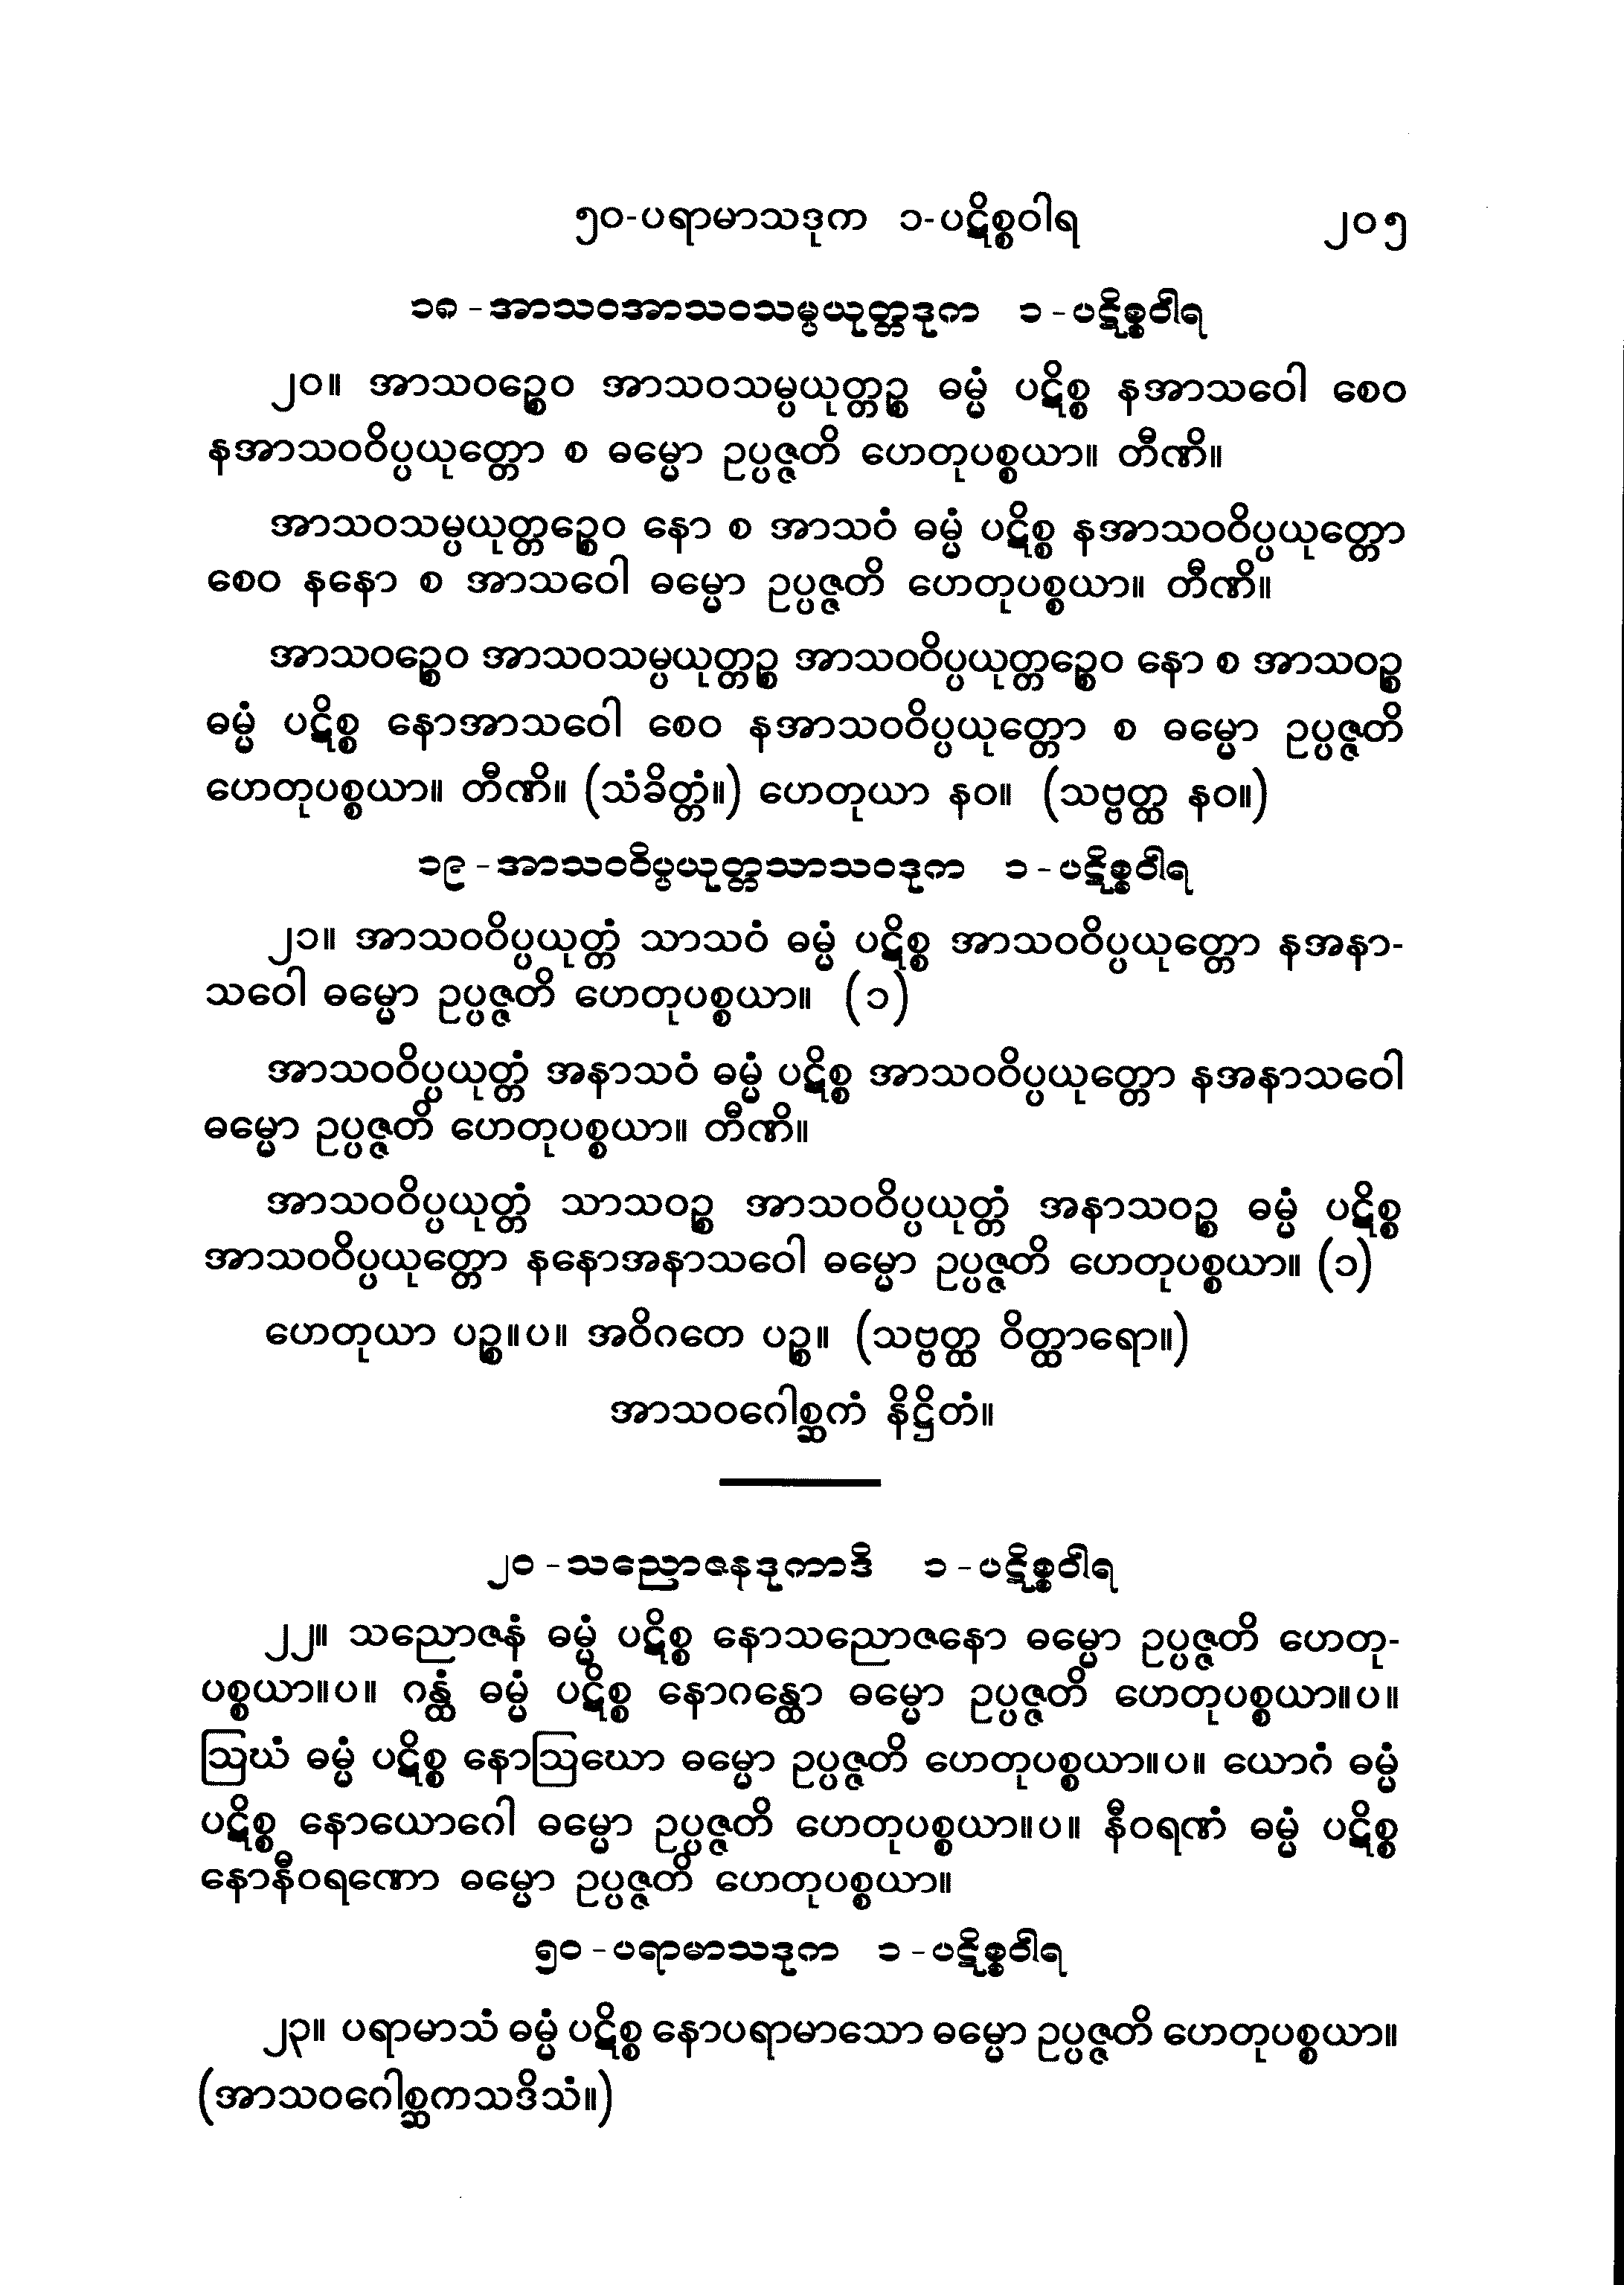 ၅၀-ပရာမာသဒုက ၁-ပဋိစ္စဝါရ ၂၀၅
၁၈-အာသဝအာသဝသမ္ပယုတ္တဒုက ၁-ပဋိစ္စဝါရ
၂၀။ အာသဝဉ္စေဝ အာသဝသမ္ပယုတ္တဉ္စ ဓမ္မံ ပဋိစ္စ နအာသဝေါ စေဝ
နအာသဝဝိပ္ပယုတ္တော စ ဓမ္မော ဥပ္ပဇ္ဇတိ ဟေတုပစ္စယာ။ တီဏိ။
အာသဝသမ္ပယုတ္တဉ္စေဝ နော စ အာသဝံ ဓမ္မံ ပဋိစ္စ နအာသဝဝိပ္ပယုတ္တော
စေဝ နနော စ အာသဝေါ ဓမ္မော ဥပ္ပဇ္ဇတိ ဟေတုပစ္စယာ။ တီဏိ။
အာသဝဉ္စေဝ အာသဝသမ္ပယုတ္တဉ္စ အာသဝဝိပ္ပယုတ္တဉ္စေဝ နော စ အာသဝဉ္စ
ဓမ္မံ ပဋိစ္စ နောအာသဝေါ စေဝ နအာသဝဝိပ္ပယုတ္တော စ ဓမ္မော ဥပ္ပဇ္ဇတိ
ဟေတုပစ္စယာ။ တီဏိ။ (သံခိတ္တံ။) ဟေတုယာ နဝ။ (သဗ္ဗတ္ထ နဝ။)
၁၉-အာသဝဝိပ္ပယုတ္တသာသဝဒုက ၁-ပဋိစ္စဝါရ
၂၁။ အာသဝဝိပ္ပယုတ္တံ သာသဝံ ဓမ္မံ ပဋိစ္စ အာသဝဝိပ္ပယုတ္တော နအနာ-
သဝေါ ဓမ္မော ဥပ္ပဇ္ဇတိ ဟေတုပစ္စယာ။ (၁)
အာသဝဝိပ္ပယုတ္တံ အနာသဝံ ဓမ္မံ ပဋိစ္စ အာသဝဝိပ္ပယုတ္တော နအနာသဝေါ
ဓမ္မော ဥပ္ပဇ္ဇတိ ဟေတုပစ္စယာ။ တီဏိ။
အာသဝဝိပ္ပယုတ္တံ သာသဝဉ္စ အာသဝဝိပ္ပယုတ္တံ အနာသဝဉ္စ ဓမ္မံ ပဋိစ္စ
အာသဝဝိပ္ပယုတ္တော နနောအနာသဝေါ ဓမ္မော ဥပ္ပဇ္ဇတိ ဟေတုပစ္စယာ။ (၁)
ဟေတုယာ ပဉ္စ။ပ။ အဝိဂတေ ပဉ္စ။ (သဗ္ဗတ္ထ ဝိတ္ထာရော။)
အာသဝဂေါစ္ဆကံ နိဋ္ဌိတံ။
၂၀-သညောဇနဒုကာဒိ ၁-ပဋိစ္စဝါရ
၂၂။ သညောဇနံ ဓမ္မံ ပဋိစ္စ နောသညောဇနော ဓမ္မော ဥပ္ပဇ္ဇတိ ဟေတု-
ပစ္စယာ။ပ။ ဂန္ထံ ဓမ္မံ ပဋိစ္စ နောဂန္ထော ဓမ္မော ဥပ္ပဇ္ဇတိ ဟေတုပစ္စယာ။ပ။
ဩဃံ ဓမ္မံ ပဋိစ္စ နောဩဃော ဓမ္မော ဥပ္ပဇ္ဇတိ ဟေတုပစ္စယာ။ပ။ ယောဂံ ဓမ္မံ
ပဋိစ္စ နောယောဂေါ ဓမ္မော ဥပ္ပဇ္ဇတိ ဟေတုပစ္စယာ။ပ။ နီဝရဏံ ဓမ္မံ ပဋိစ္စ
နောနီဝရဏော ဓမ္မော ဥပ္ပဇ္ဇတိ ဟေတုပစ္စယာ။
၅၀-ပရာမာသဒုက ၁-ပဋိစ္စဝါရ
၂၃။ ပရာမာသံ ဓမ္မံ ပဋိစ္စ နောပရာမာသော ဓမ္မော ဥပ္ပဇ္ဇတိ ဟေတုပစ္စယာ။
(အာသဝဂေါစ္ဆကသဒိသံ။)